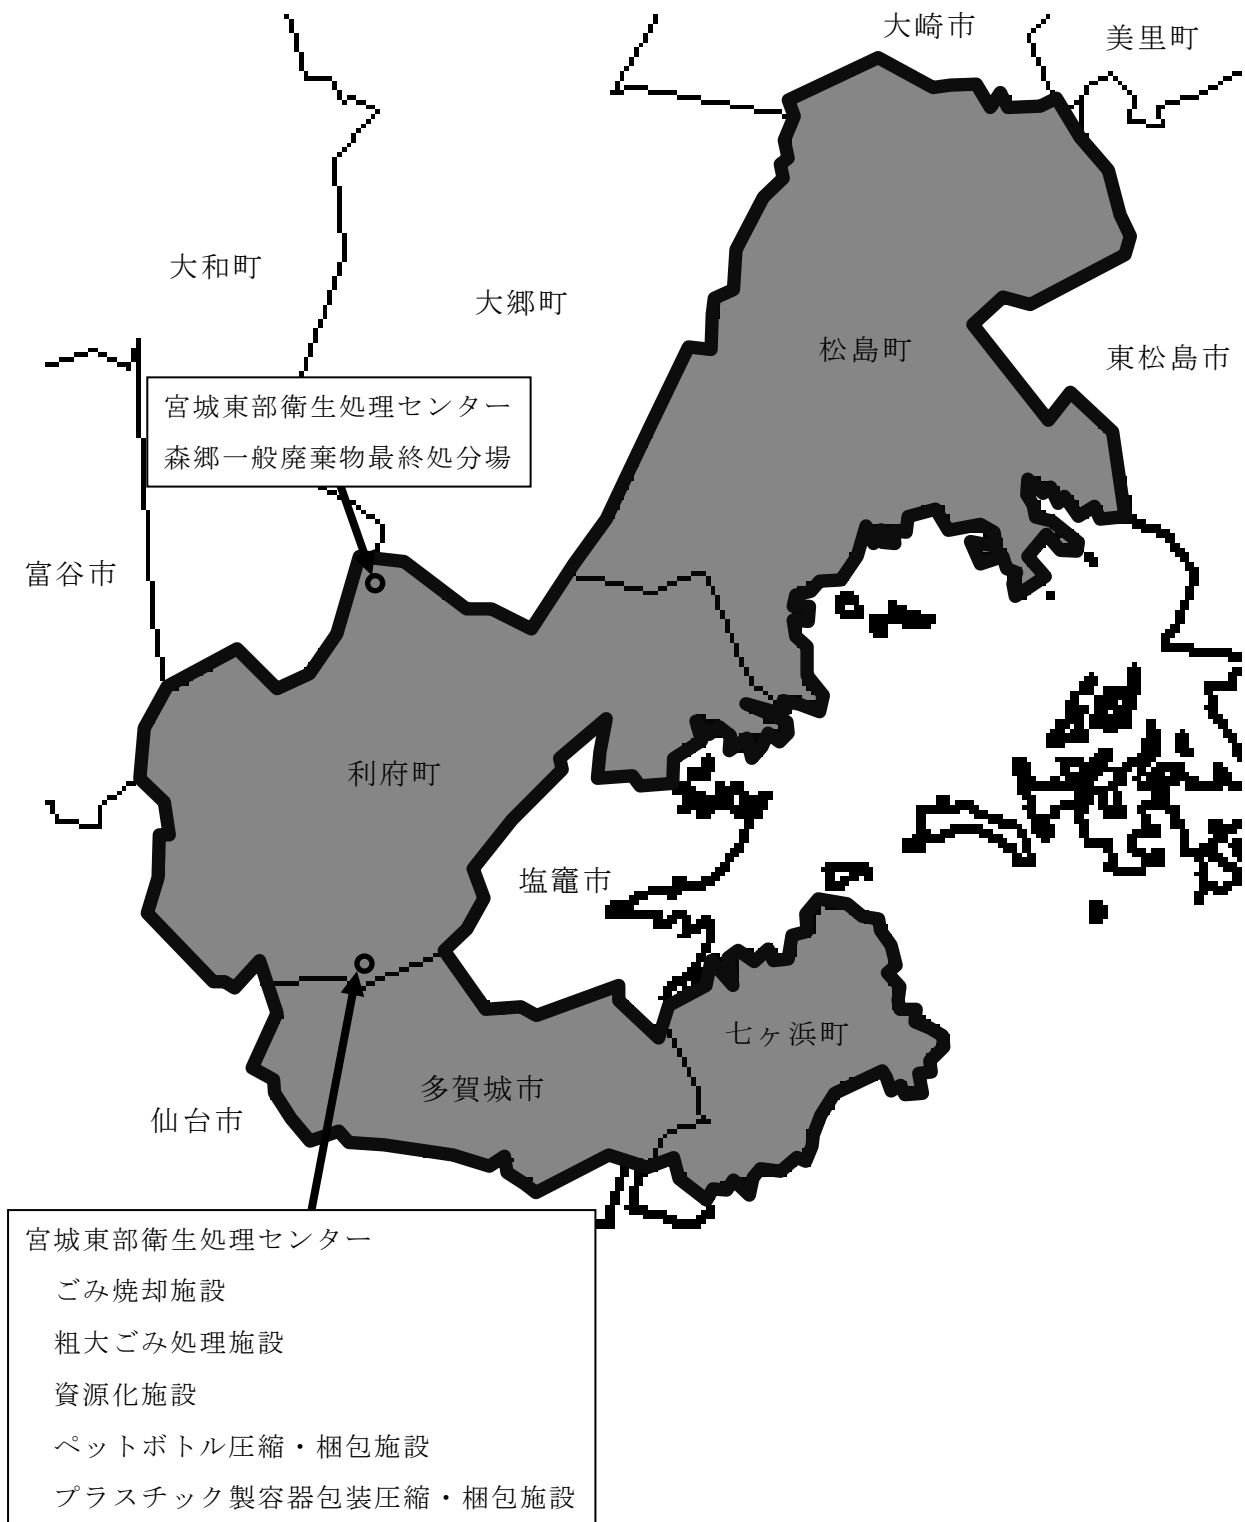 大崎市
美里町
大和町
大郷町
松島町
東松島市
宮城東部衛生処理センター
森郷一般廃棄物最終処分場
富谷市
利府町
塩竈市
七ヶ浜町
多賀城市
仙台市
宮城東部衛生処理センター
ごみ焼却施設
粗大ごみ処理施設
資源化施設
ペットボトル圧縮・梱包施設
プラスチック製容器包装圧縮・梱包施設